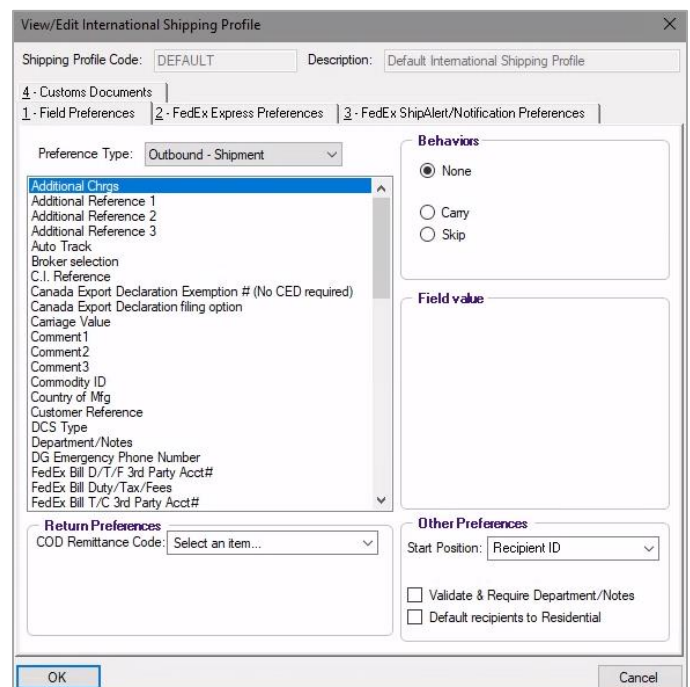 View/Edit International Shipping Profile
Shipping Profile Code: DEFAULT Description: Default International Shipping Profile
4 - Customs Documents
1 - Field Preferences 2 - FedEx Express Preferences 3 - FedEx ShipAlert/Notification Preferences
Preference Type: Outbound - Shipment
Additional Chrgs
Additional Reference 1
Additional Reference 2
Additional Reference 3
Auto Track
Broker selection
C.I. Reference
Canada Export Declaration Exemption # (No CED required)
Canada Export Declaration filing option
Carriage Value
Comment1
Comment2
Comment3
Commodity ID
Country of Mfg
Customer Reference
DCS Type
Department/Notes
DG Emergency Phone Number
FedEx Bill D/T/F 3rd Party Acct#
FedEx Bill Duty/Tax/Fees
FedEx Bill T/C 3rd Party Acct#
Behaviors
None
Carry
Skip
Field value
Return Preferences
COD Remittance Code: Select an item...
Other Preferences
Start Position: Recipient ID
Validate & Require Department/Notes
Default recipients to Residential
OK
Cancel